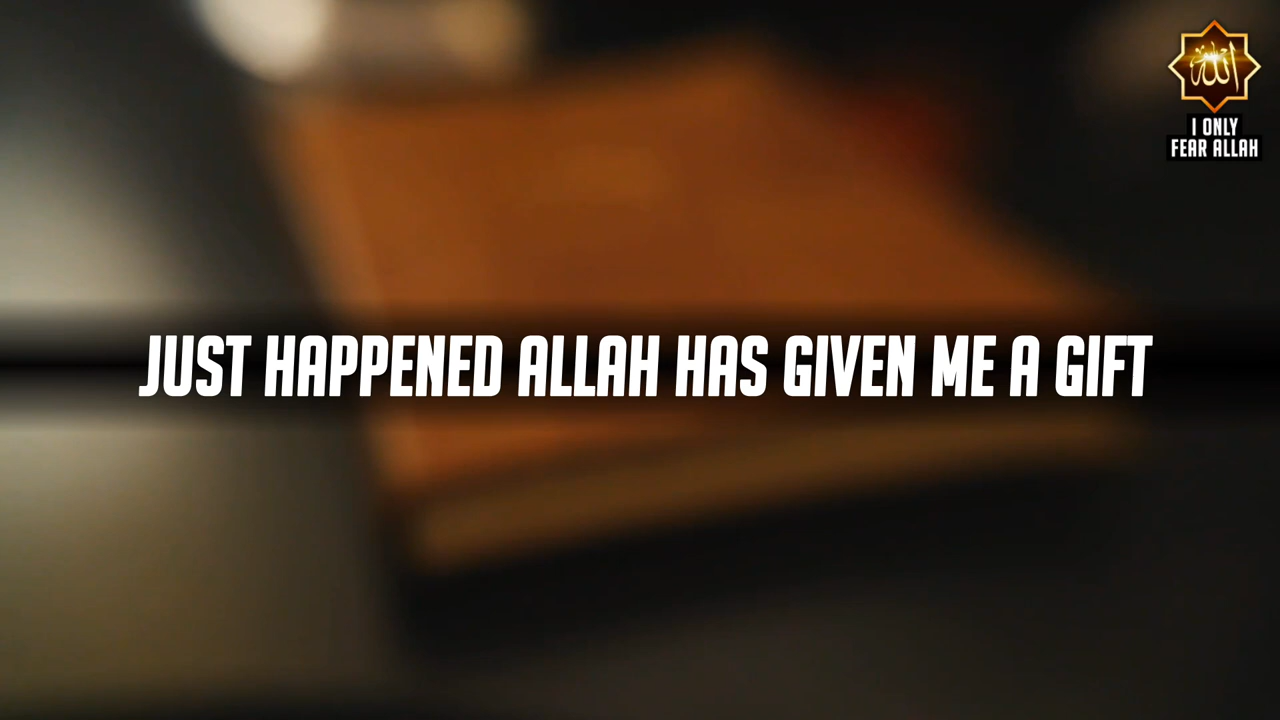 الله
I ONLY
FEAR ALLAH
JUST HAPPENED ALLAH HAS GIVEN ME A GIFT